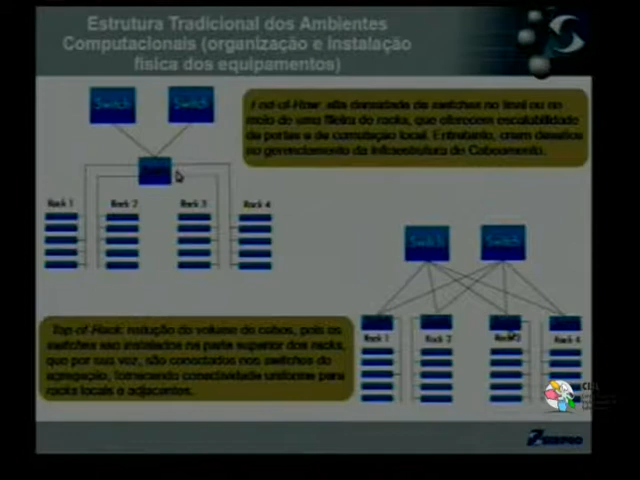 Estrutura Tradicional dos Ambientes
Computacionais (organização e instalação
física dos equipamentos)
Switch Switch
End-of-Row: alta densidade de switches no final ou no
meio de uma fileira de racks, que oferecem escalabilidade
de portas e de comutação local. Entretanto, criam desafios
no gerenciamento da infraestrutura de Cabeamento.
Rack 1 Rack 2 Rack 3 Rack 4
Switch Switch
Top-of-Rack: redução do volume de cabos, pois os
switches são instalados na parte superior dos racks,
que por sua vez, são conectados nos switches de
agregação, fornecendo conectividade uniforme para
racks locais e adjacentes.
Rack 1 Rack 2 Rack 3 Rack 4
SERPRO